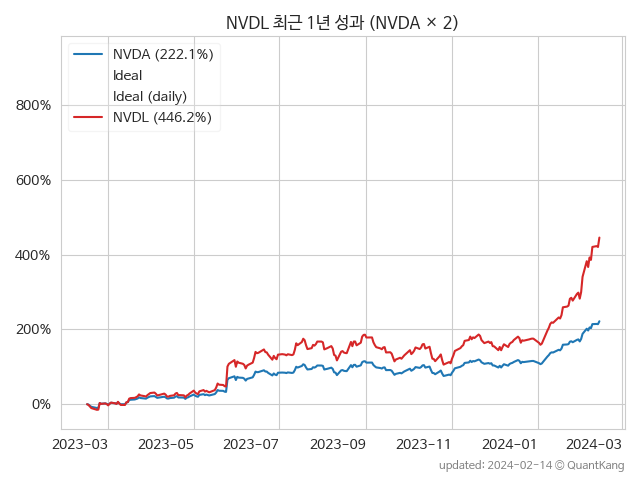 NVDL 최근 1년 성과 (NVDA × 2)
NVDA (222.1%)
Ideal
Ideal (daily)
NVDL (446.2%)
800%
600%
400%
200%
0%
2023-03
2023-05
2023-07
2023-09
2023-11
2024-01
2024-03
updated: 2024-02-14 ⓒ QuantKang